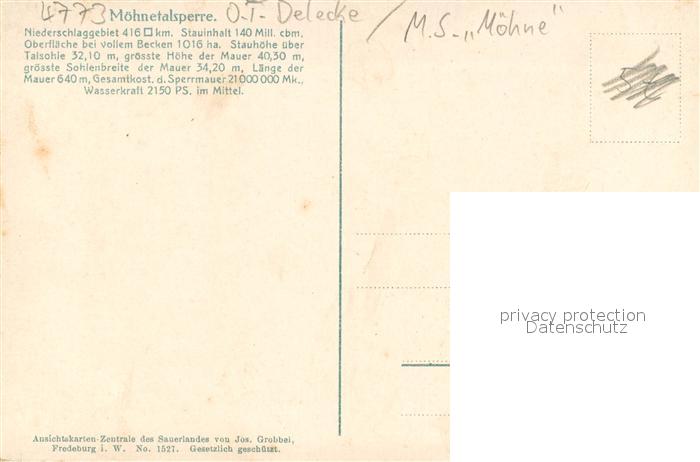 4773 Möhnetalsperre. O.T- Delecke / M.S. „Möhne"
Niederschlaggebiet 416 □ km. Stauinhalt 140 Mill. cbm.
Oberfläche bei vollem Becken 1016 ha. Stauhöhe über
Talsohle 32,10 m, grösste Höhe der Mauer 40,30 m,
grösste Sohlenbreite der Mauer 34,20 m, Länge der
Mauer 640 m, Gesamtkost. d. Sperrmauer 21 000 000 Mk.,
Wasserkraft 2150 PS. im Mittel.
privacy protection
Datenschutz
Ansichtskarten-Zentrale des Sauerlandes von Jos. Grobbel,
Fredeburg i. W. No. 1527. Gesetzlich geschützt.